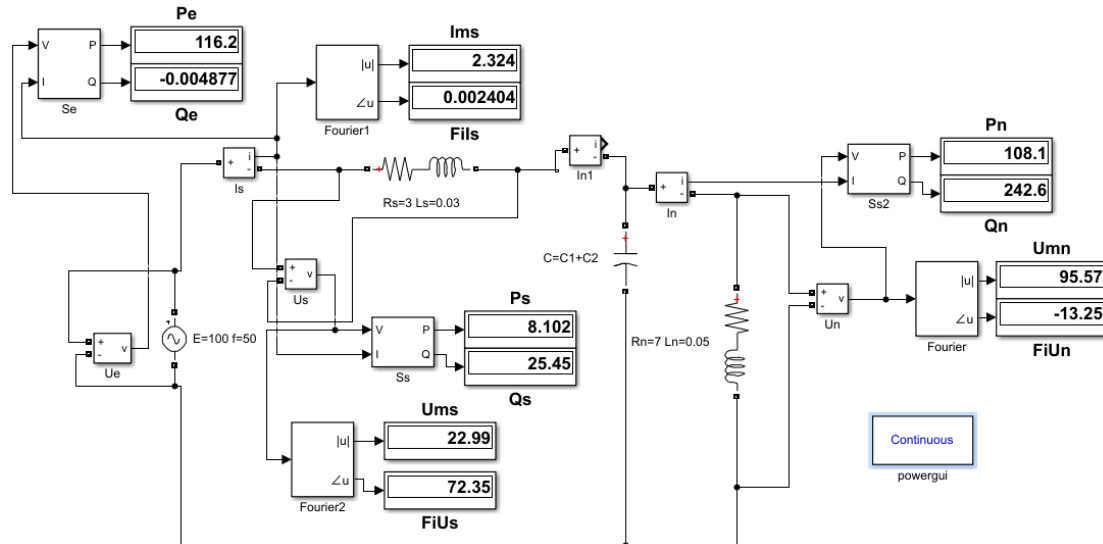 Pe
116.2
-0.004877
Qe
V
I
P
Q
Se
Ims
|u|
∠u
2.324
0.002404
Fourier1
FiIs
+
-
i
Is
Rs=3 Ls=0.03
+
-
In1
+
-
i
In
C=C1+C2
Pn
V
I
P
Q
108.1
242.6
Ss2
Qn
Umn
|u|
∠u
95.57
-13.25
Fourier
FiUn
+
-
v
Un
Rn=7 Ln=0.05
+
-
v
Us
Ps
V
I
P
Q
8.102
25.45
Ss
Qs
E=100 f=50
+
-
v
Ue
Ums
|u|
∠u
22.99
72.35
Fourier2
FiUs
Continuous
powergui